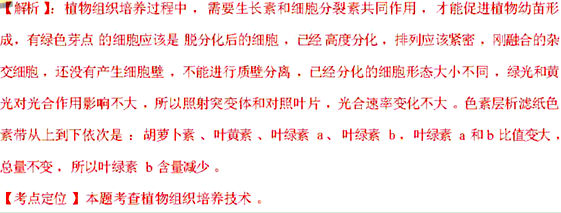 【解析】：植物组织培养过程中，需要生长素和细胞分裂素共同作用，才能促进植物幼苗形
成，有绿色芽点 的细胞应该是 脱分化后的细胞，已经高度分化，排列应该紧密，刚融合的杂
交细胞，还没有产生细胞壁，不能进行质壁分离，已经分化的细胞形态大小不同，绿光和黄
光对光合作用影响不大，所以照射突变体和对照叶片，光合速率变化不大。色素层析滤纸色
素带从上到下依次是：胡萝卜素、叶黄素、叶绿素 a、叶绿素 b，叶绿素 a 和 b 比值变大，
总量不变，所以叶绿素 b 含量减少。
【考点定位】本题考查植物组织培养技术。